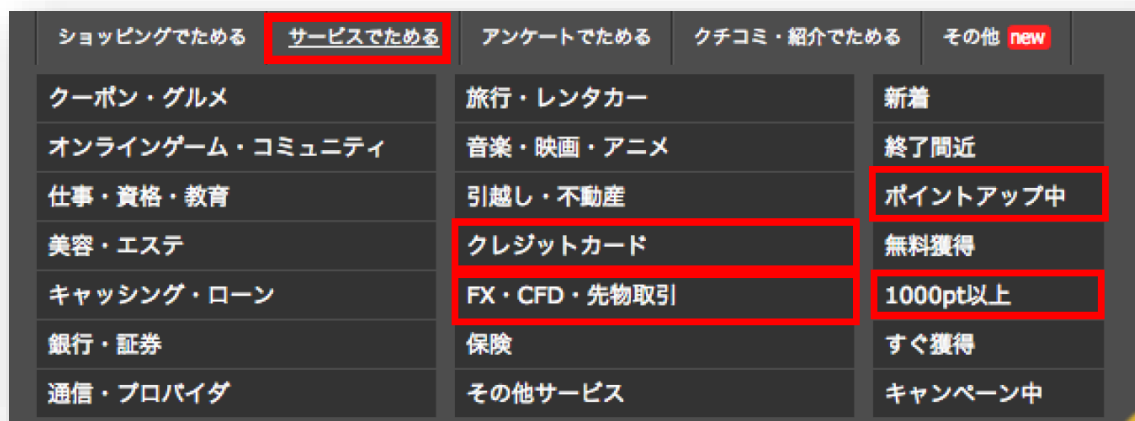 ショッピングでためる サービスでためる アンケートでためる クチコミ・紹介でためる その他 new
クーポン・グルメ 旅行・レンタカー 新着
オンラインゲーム・コミュニティ 音楽・映画・アニメ 終了間近
仕事・資格・教育 引越し・不動産 ポイントアップ中
美容・エステ クレジットカード 無料獲得
キャッシング・ローン FX・CFD・先物取引 1000pt以上
銀行・証券 保険 すぐ獲得
通信・プロバイダ その他サービス キャンペーン中